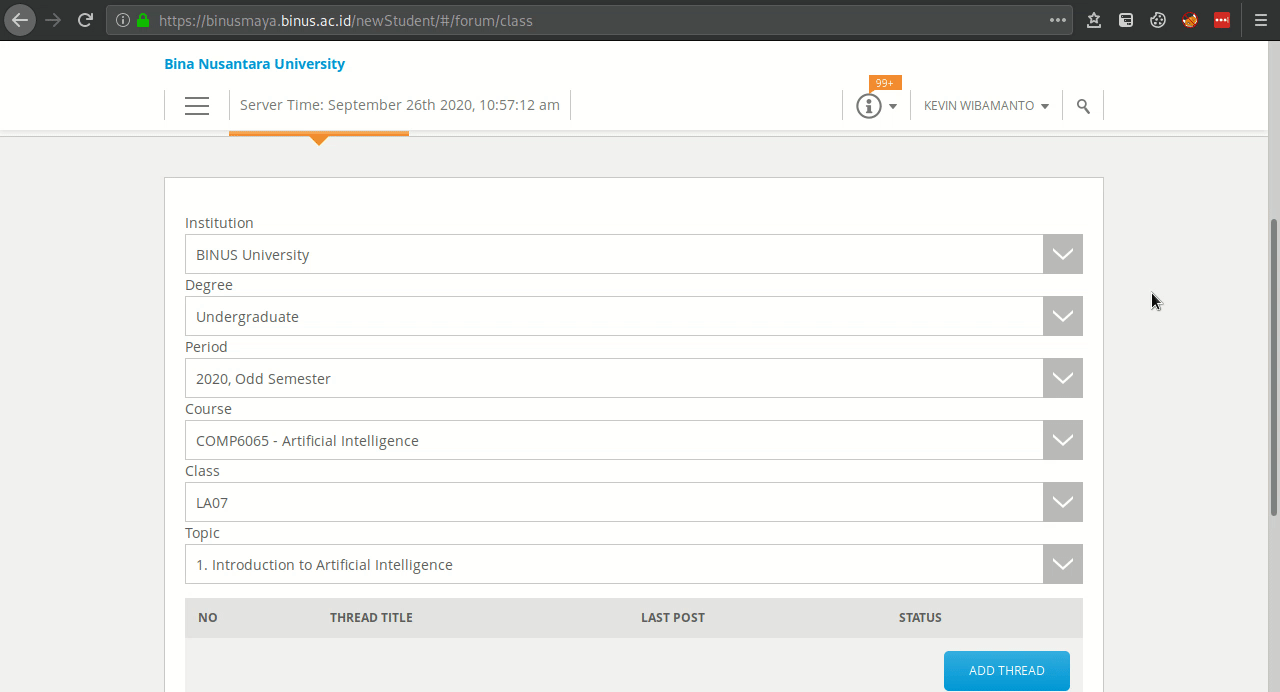 https://binusmaya.binus.ac.id/newStudent/#/forum/class
Bina Nusantara University
99+
Server Time: September 26th 2020, 10:57:12 am
KEVIN WIBAMANTO
Institution
BINUS University
Degree
Undergraduate
Period
2020, Odd Semester
Course
COMP6065 - Artificial Intelligence
Class
LA07
Topic
1. Introduction to Artificial Intelligence
NO THREAD TITLE LAST POST STATUS
ADD THREAD